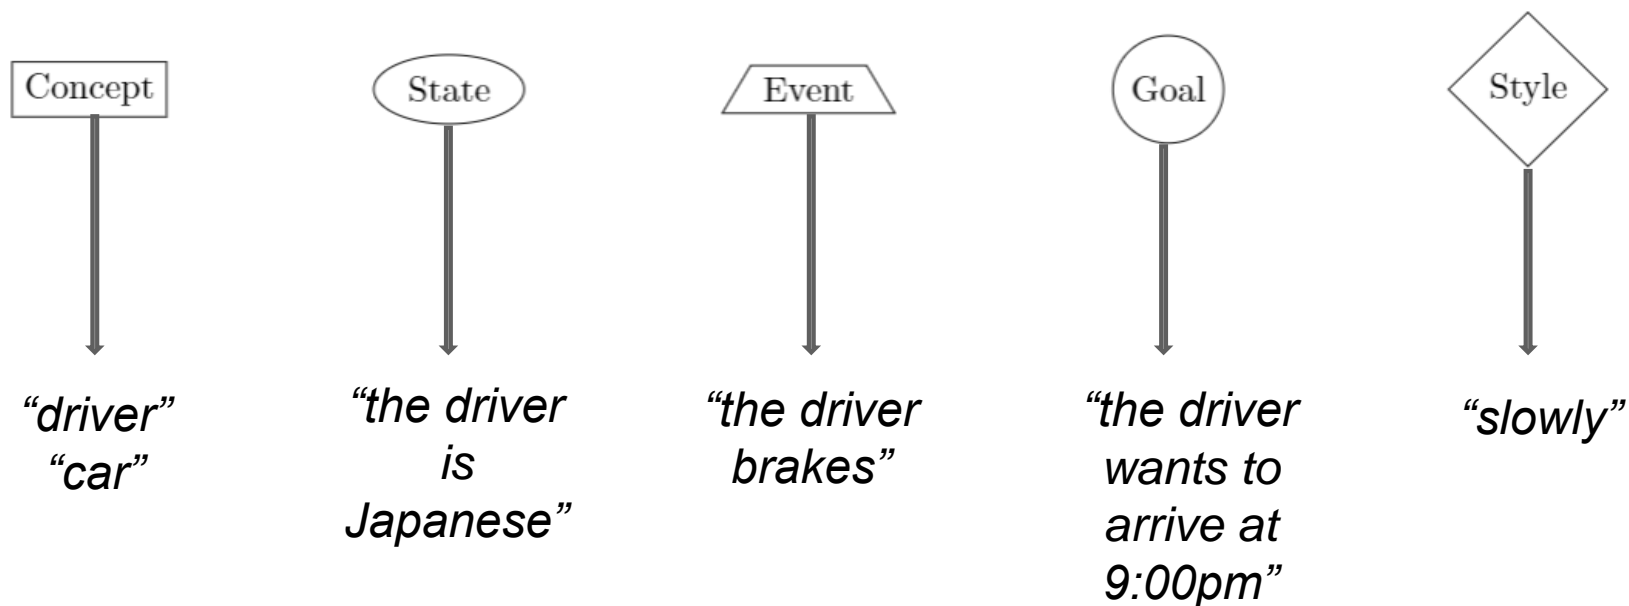 Concept
State
Event
Goal
Style
“driver”
“car”
“the driver
is
Japanese”
“the driver
brakes”
“the driver
wants to
arrive at
9:00pm”
“slowly”